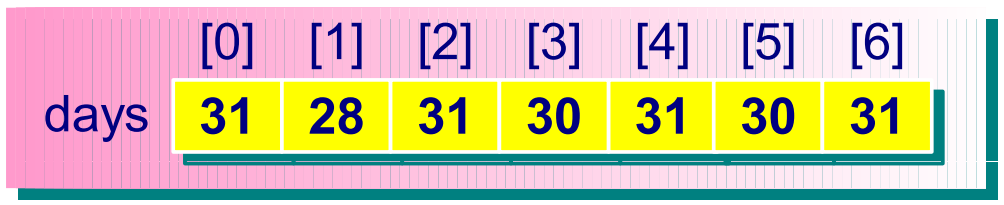 [0] [1] [2] [3] [4] [5] [6]
days 31 28 31 30 31 30 31